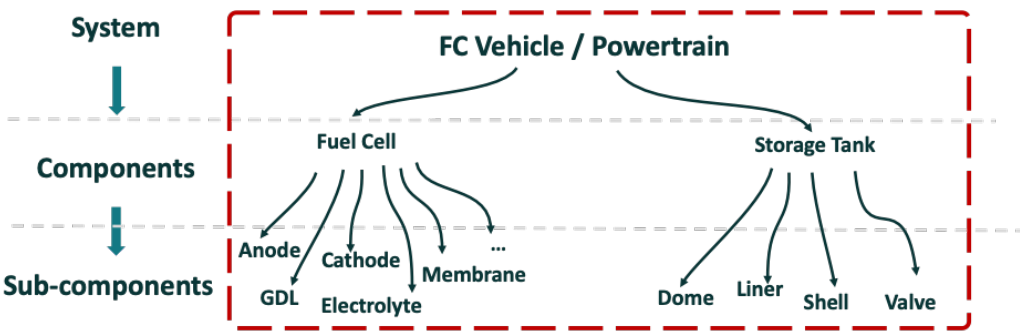 System
FC Vehicle / Powertrain
Fuel Cell
Storage Tank
Components
Anode
Cathode
...
Membrane
Sub-components
GDL
Electrolyte
Dome
Liner
Shell
Valve